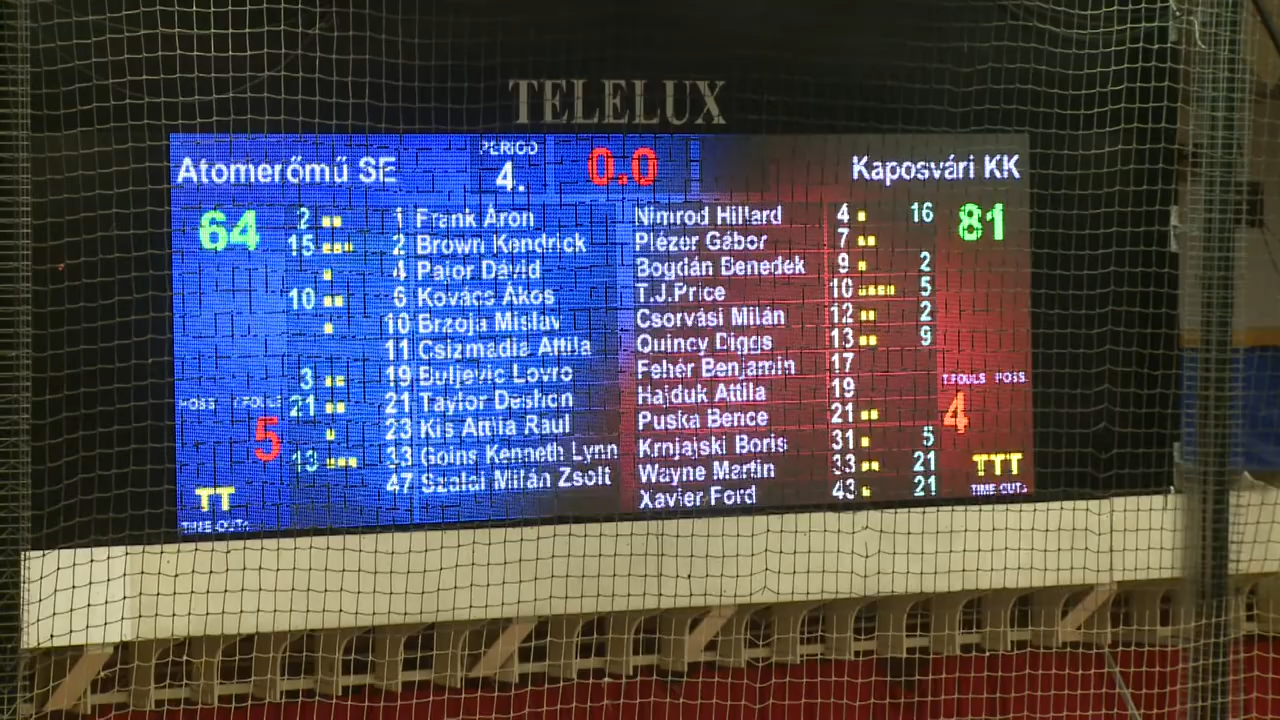 TELELUX
Atomerőmű SE PERIOD 4. 0.0 Kaposvári KK
64 81
2 1 Frank Áron Nimrod Hillard 4 16
15 2 Brown Kendrick Plézer Gábor 7
4 Pajor Dávid Bogdán Benedek 9 2
10 6 Kovács Ákos T.J.Price 10 5
10 Brzoja Mislav Csorvási Milán 12 2
11 Csizmadia Attila Quincy Diggs 13 9
3 19 Buljevic Lovro Fehér Benjamin 17
21 21 Taylor Deshon Hajduk Attila 19
23 Kis Attila Raul Puska Bence 21
13 33 Goins Kenneth Lynn Krnjajski Boris 31 5
47 Szalai Milán Zsolt Wayne Martin 33 21
Xavier Ford 43 21
POSS T.FOULS T.FOULS POSS.
5 4
TT TTT
TIME OUTs TIME OUTs